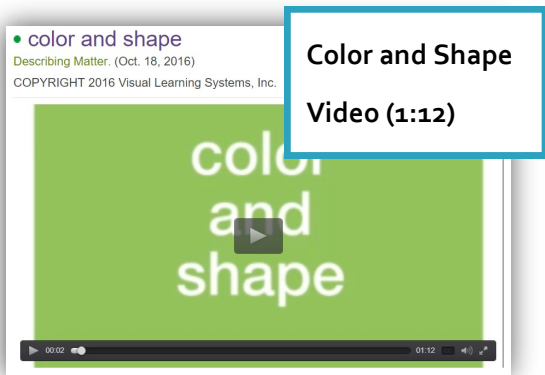 • color and shape
Describing Matter. (Oct. 18, 2016)
COPYRIGHT 2016 Visual Learning Systems, Inc.
Color and Shape
Video (1:12)
color
and
shape
00:02
01:12